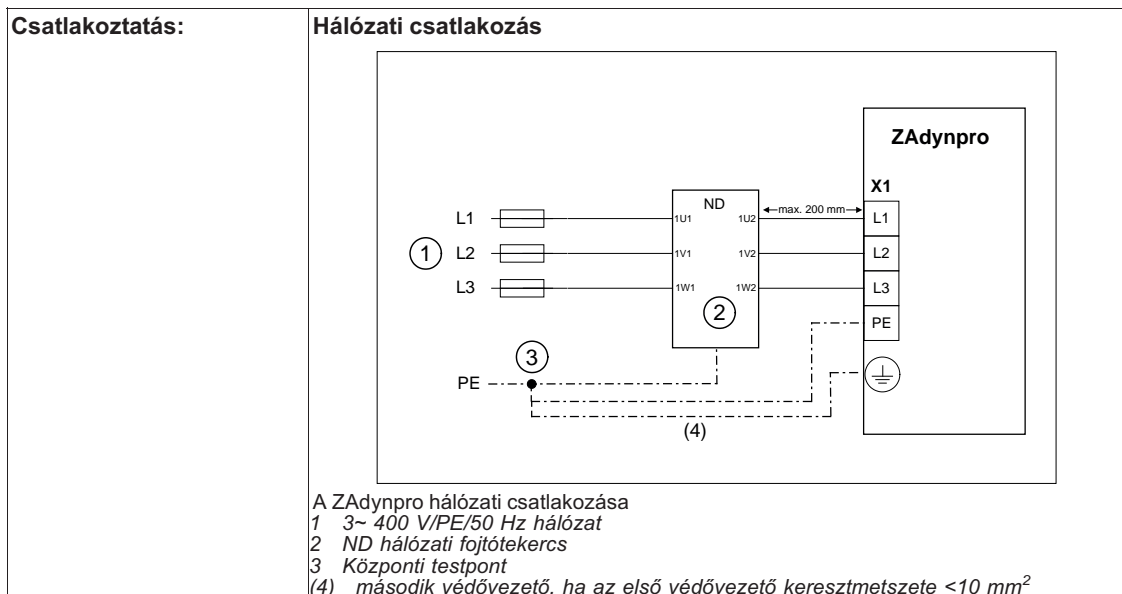 Csatlakoztatás:
Hálózati csatlakozás
ZAdynpro
X1
ND
max. 200 mm
L1 1U1 1U2 L1
1 L2 1V1 1V2 L2
L3 1W1 1W2 L3
2
PE
3
PE
(4)
A ZAdynpro hálózati csatlakozása
1 3~ 400 V/PE/50 Hz hálózat
2 ND hálózati fojtótekercs
3 Központi testpont
(4) második védővezető, ha az első védővezető keresztmetszete <10 mm²